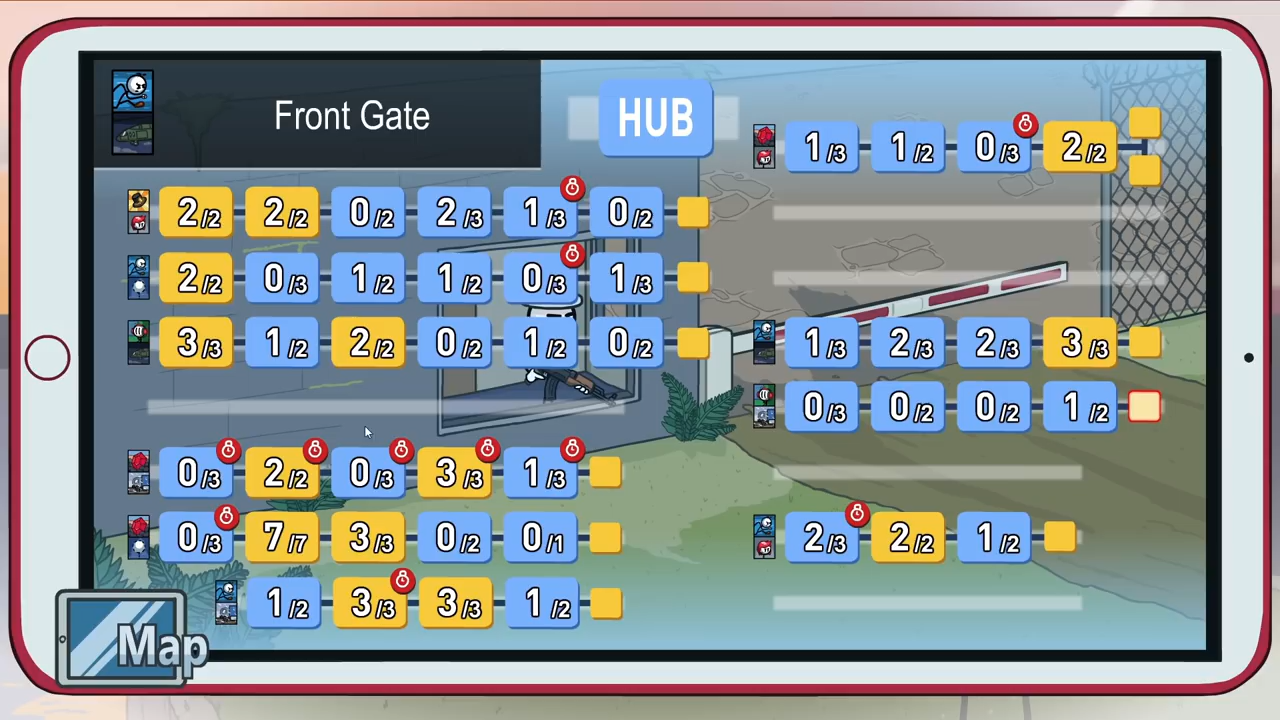 Front Gate
HUB
1/3 1/2 0/3 2/2
2/2 2/2 0/2 2/3 1/3 0/2
2/2 0/3 1/2 1/2 0/3 1/3
3/3 1/2 2/2 0/2 1/2 0/2
1/3 2/3 2/3 3/3
0/3 0/2 0/2 1/2
0/3 2/2 0/3 3/3 1/3
0/3 7/7 3/3 0/2 0/1
2/3 2/2 1/2
1/2 3/3 3/3 1/2
Map